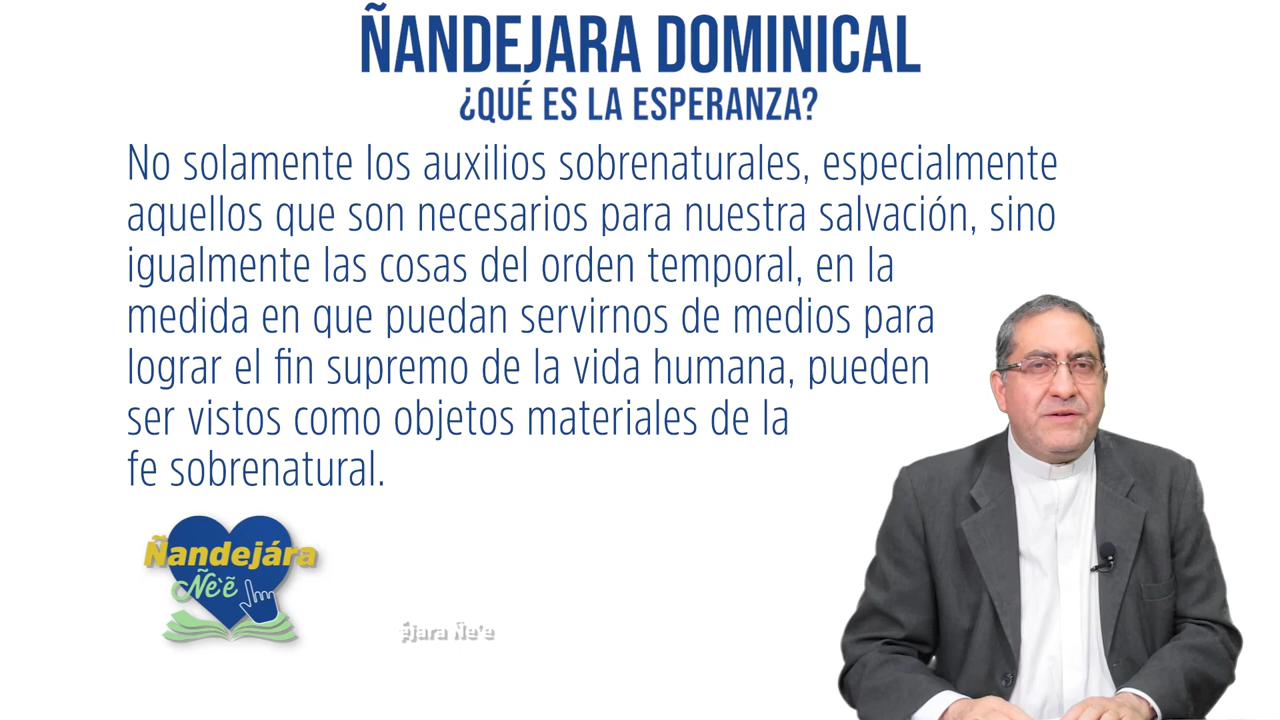 ÑANDEJARA DOMINICAL
¿QUÉ ES LA ESPERANZA?
No solamente los auxilios sobrenaturales, especialmente
aquellos que son necesarios para nuestra salvación, sino
igualmente las cosas del orden temporal, en la
medida en que puedan servirnos de medios para
lograr el fin supremo de la vida humana, pueden
ser vistos como objetos materiales de la
fe sobrenatural.
Ñandejára
Ñe'ẽ
ejara Ñe'e